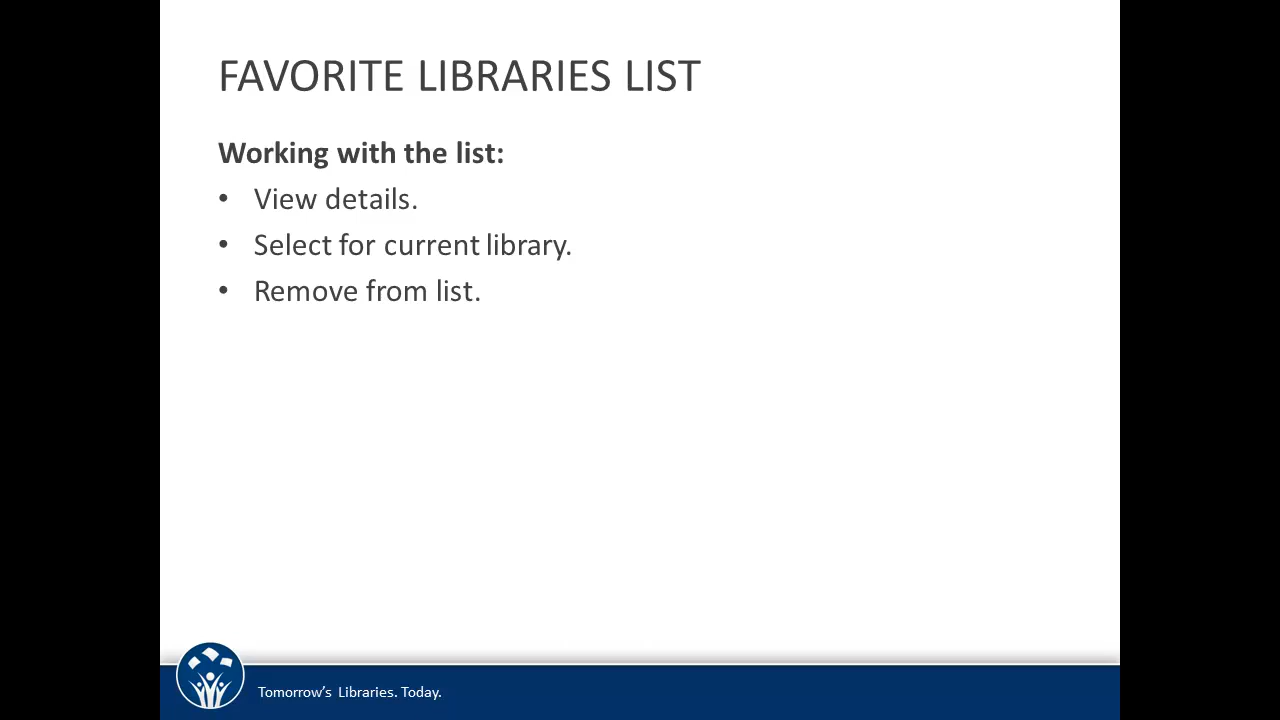 FAVORITE LIBRARIES LIST
Working with the list:
• View details.
• Select for current library.
• Remove from list.
Tomorrow's Libraries. Today.